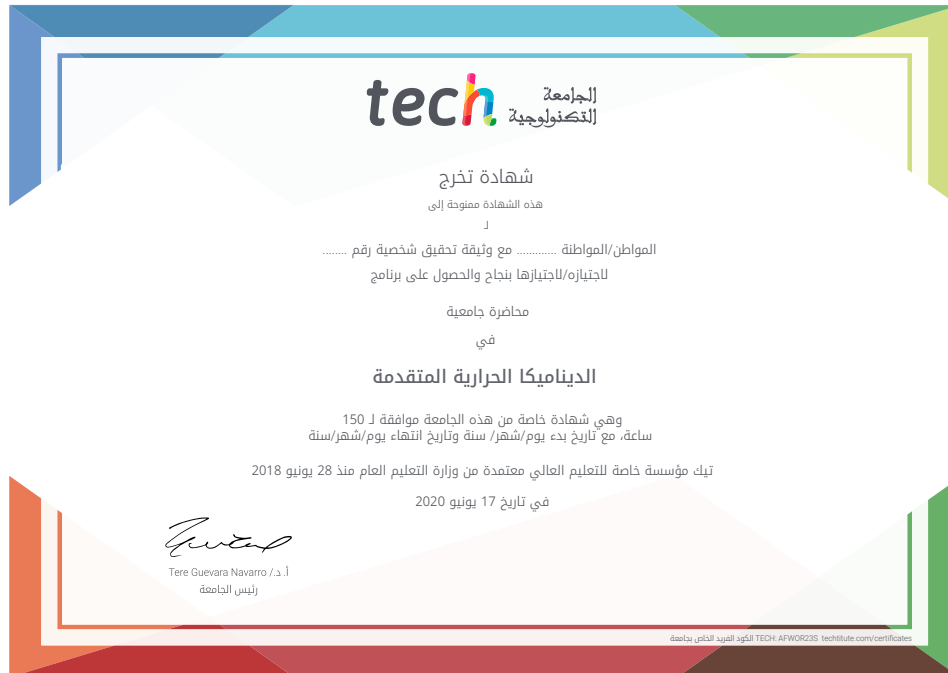 tech الجامعة
التكنولوجية
شهادة تخرج
هذه الشهادة ممنوحة إلى
لـ
المواطن/المواطنة ............. مع وثيقة تحقيق شخصية رقم ........
لاجتيازه/لاجتيازها بنجاح والحصول على برنامج
محاضرة جامعية
في
الديناميكا الحرارية المتقدمة
وهي شهادة خاصة من هذه الجامعة موافقة لـ 150
ساعة، مع تاريخ بدء يوم/شهر/ سنة وتاريخ انتهاء يوم/شهر/سنة
تيك مؤسسة خاصة للتعليم العالي معتمدة من وزارة التعليم العام منذ 28 يونيو 2018
في تاريخ 17 يونيو 2020
أ. د./ Tere Guevara Navarro
رئيس الجامعة
الكود الفريد الخاص بجامعة TECH: AFWOR23S techtitute.com/certificates